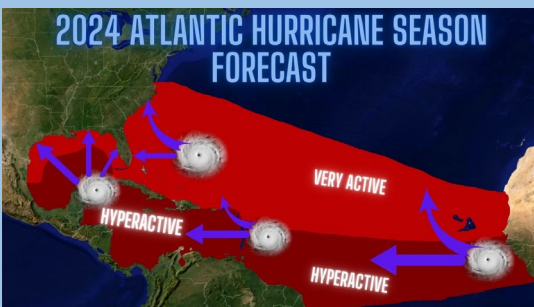 2024 ATLANTIC HURRICANE SEASON
FORECAST
VERY ACTIVE
HYPERACTIVE
HYPERACTIVE